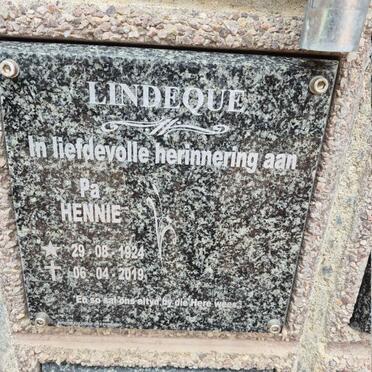 LINDEQUE
In liefdevolle herinnering aan
Pa
HENNIE
29 - 08 - 1924
06 - 04 - 2019
En so sal ons altyd by die Here wees